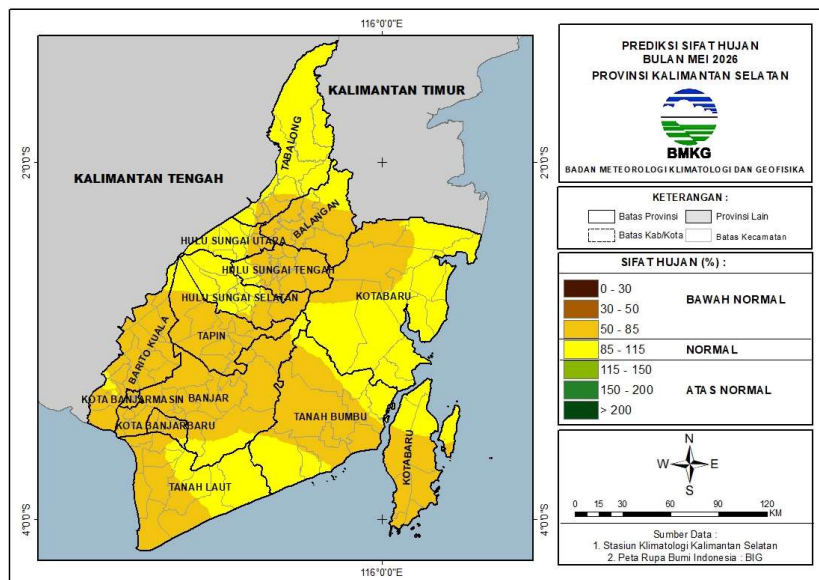 116°0'0"E
KALIMANTAN TIMUR
KALIMANTAN TENGAH
TABALONG
2°0'0"S
2°0'0"S
BALANGAN
HULU SUNGAI UTARA
HULU SUNGAI TENGAH
HULU SUNGAI SELATAN
KOTABARU
TAPIN
BARITO KUALA
KOTA BANJARMASIN
BANJAR
KOTA BANJARBARU
TANAH BUMBU
KOTABARU
TANAH LAUT
4°0'0"S
4°0'0"S
116°0'0"E
PREDIKSI SIFAT HUJAN
BULAN MEI 2026
PROVINSI KALIMANTAN SELATAN
BMKG
BADAN METEOROLOGI KLIMATOLOGI DAN GEOFISIKA
KETERANGAN :
Batas Provinsi
Provinsi Lain
Batas Kab/Kota
Batas Kecamatan
SIFAT HUJAN (%) :
0 - 30
30 - 50
BAWAH NORMAL
50 - 85
85 - 115
NORMAL
115 - 150
150 - 200
ATAS NORMAL
> 200
N
W
E
S
0 15 30 60 90 120
KM
Sumber Data :
1. Stasiun Klimatologi Kalimantan Selatan
2. Peta Rupa Bumi Indonesia : BIG